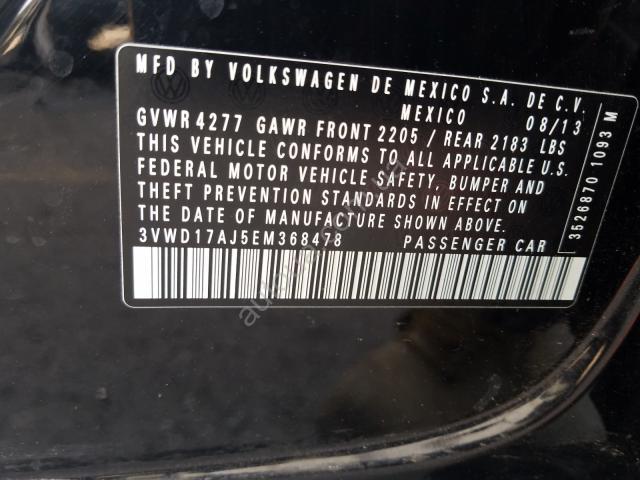 MFD BY VOLKSWAGEN DE MEXICO S.A. DE C.V.
MEXICO 08/13
GVWR 4277 GAWR FRONT 2205 / REAR 2183 LBS
THIS VEHICLE CONFORMS TO ALL APPLICABLE U.S.
FEDERAL MOTOR VEHICLE SAFETY, BUMPER AND
THEFT PREVENTION STANDARDS IN EFFECT ON
THE DATE OF MANUFACTURE SHOWN ABOVE.
3VWD17AJ5EM368478 PASSENGER CAR
3526870 1093 M